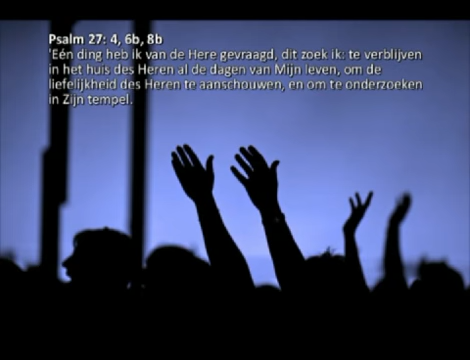 Psalm 27: 4, 6b, 8b
'Eén ding heb ik van de Here gevraagd, dit zoek ik: te verblijven
in het huis des Heren al de dagen van Mijn leven, om de
liefelijkheid des Heren te aanschouwen, en om te onderzoeken
in Zijn tempel.